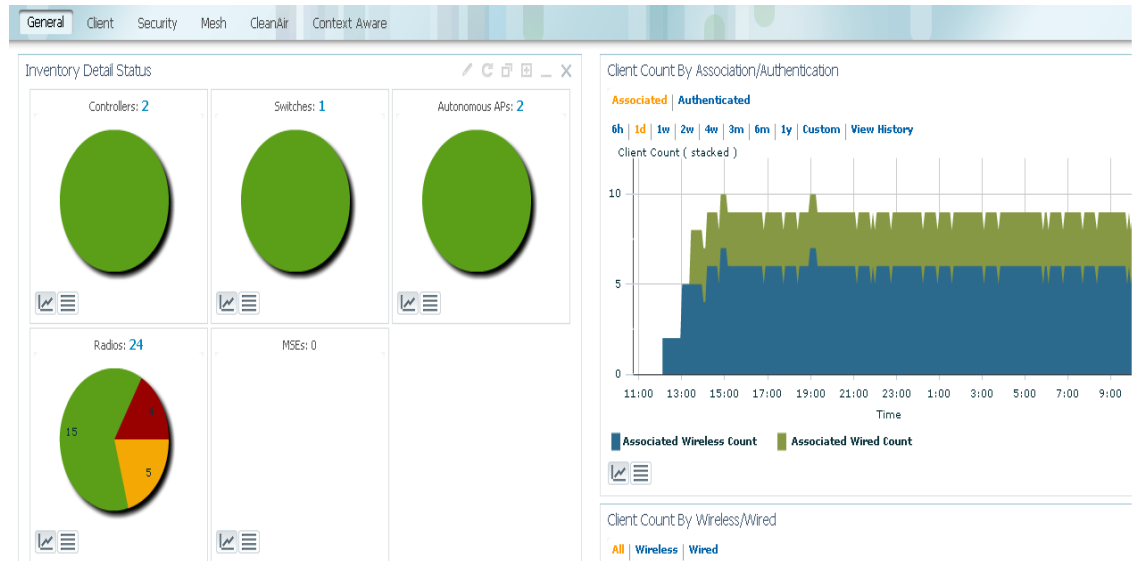 General Client Security Mesh CleanAir Context Aware
Inventory Detail Status
Controllers: 2
Switches: 1
Autonomous APs: 2
Radios: 24
15
4
5
MSEs: 0
Client Count By Association/Authentication
Associated | Authenticated
6h | 1d | 1w | 2w | 4w | 3m | 6m | 1y | Custom | View History
Client Count ( stacked )
10
5
0
11:00 13:00 15:00 17:00 19:00 21:00 23:00 1:00 3:00 5:00 7:00 9:00
Time
Associated Wireless Count Associated Wired Count
Client Count By Wireless/Wired
All | Wireless | Wired